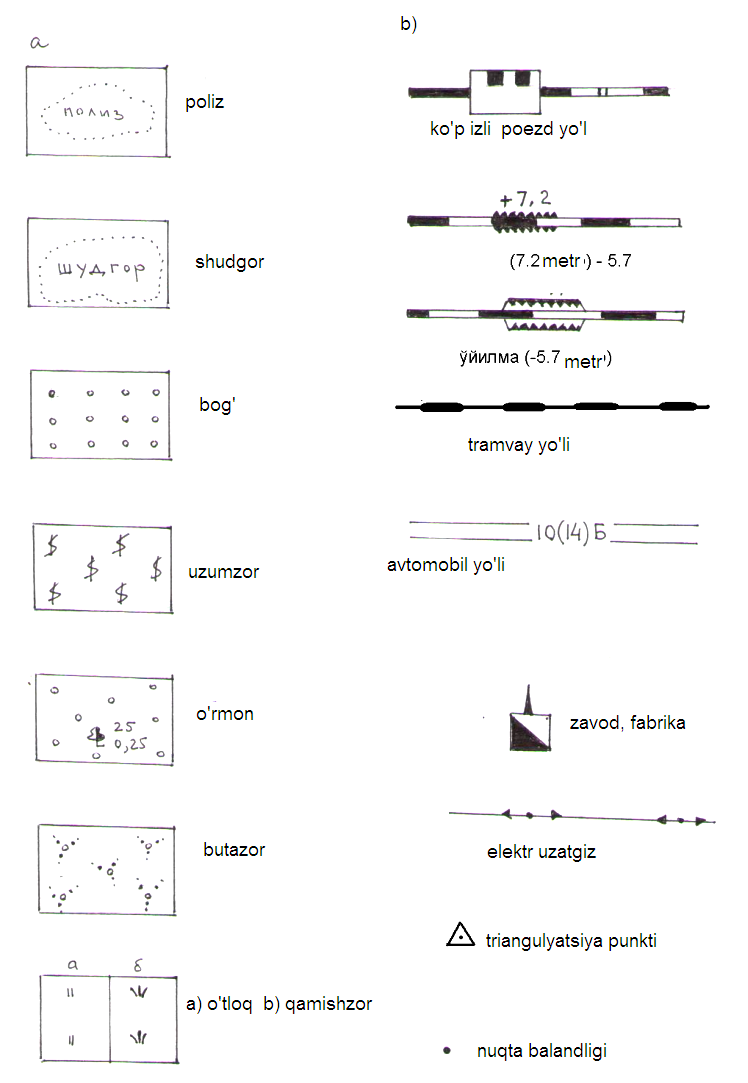 а
полиз
poliz
шудгор
shudgor
bog'
uzumzor
25
0,25
o'rmon
butazor
а б
a) o'tloq b) qamishzor
b)
ko'p izli poezd yo'l
+7,2
(7.2 metr) - 5.7
ўйилма (-5.7 metr')
tramvay yo'li
10(14)Б
avtomobil yo'li
zavod, fabrika
elektr uzatgiz
triangulyatsiya punkti
nuqta balandligi